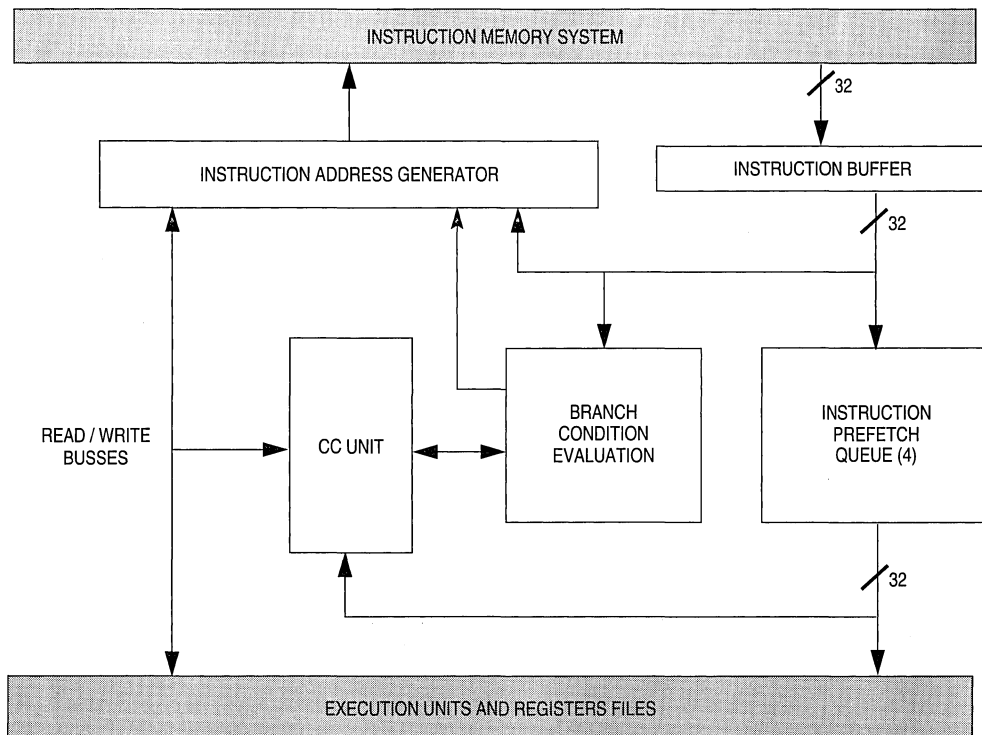 INSTRUCTION MEMORY SYSTEM
32
INSTRUCTION ADDRESS GENERATOR
INSTRUCTION BUFFER
32
READ / WRITE
BUSSES
CC UNIT
BRANCH
CONDITION
EVALUATION
INSTRUCTION
PREFETCH
QUEUE (4)
32
EXECUTION UNITS AND REGISTERS FILES